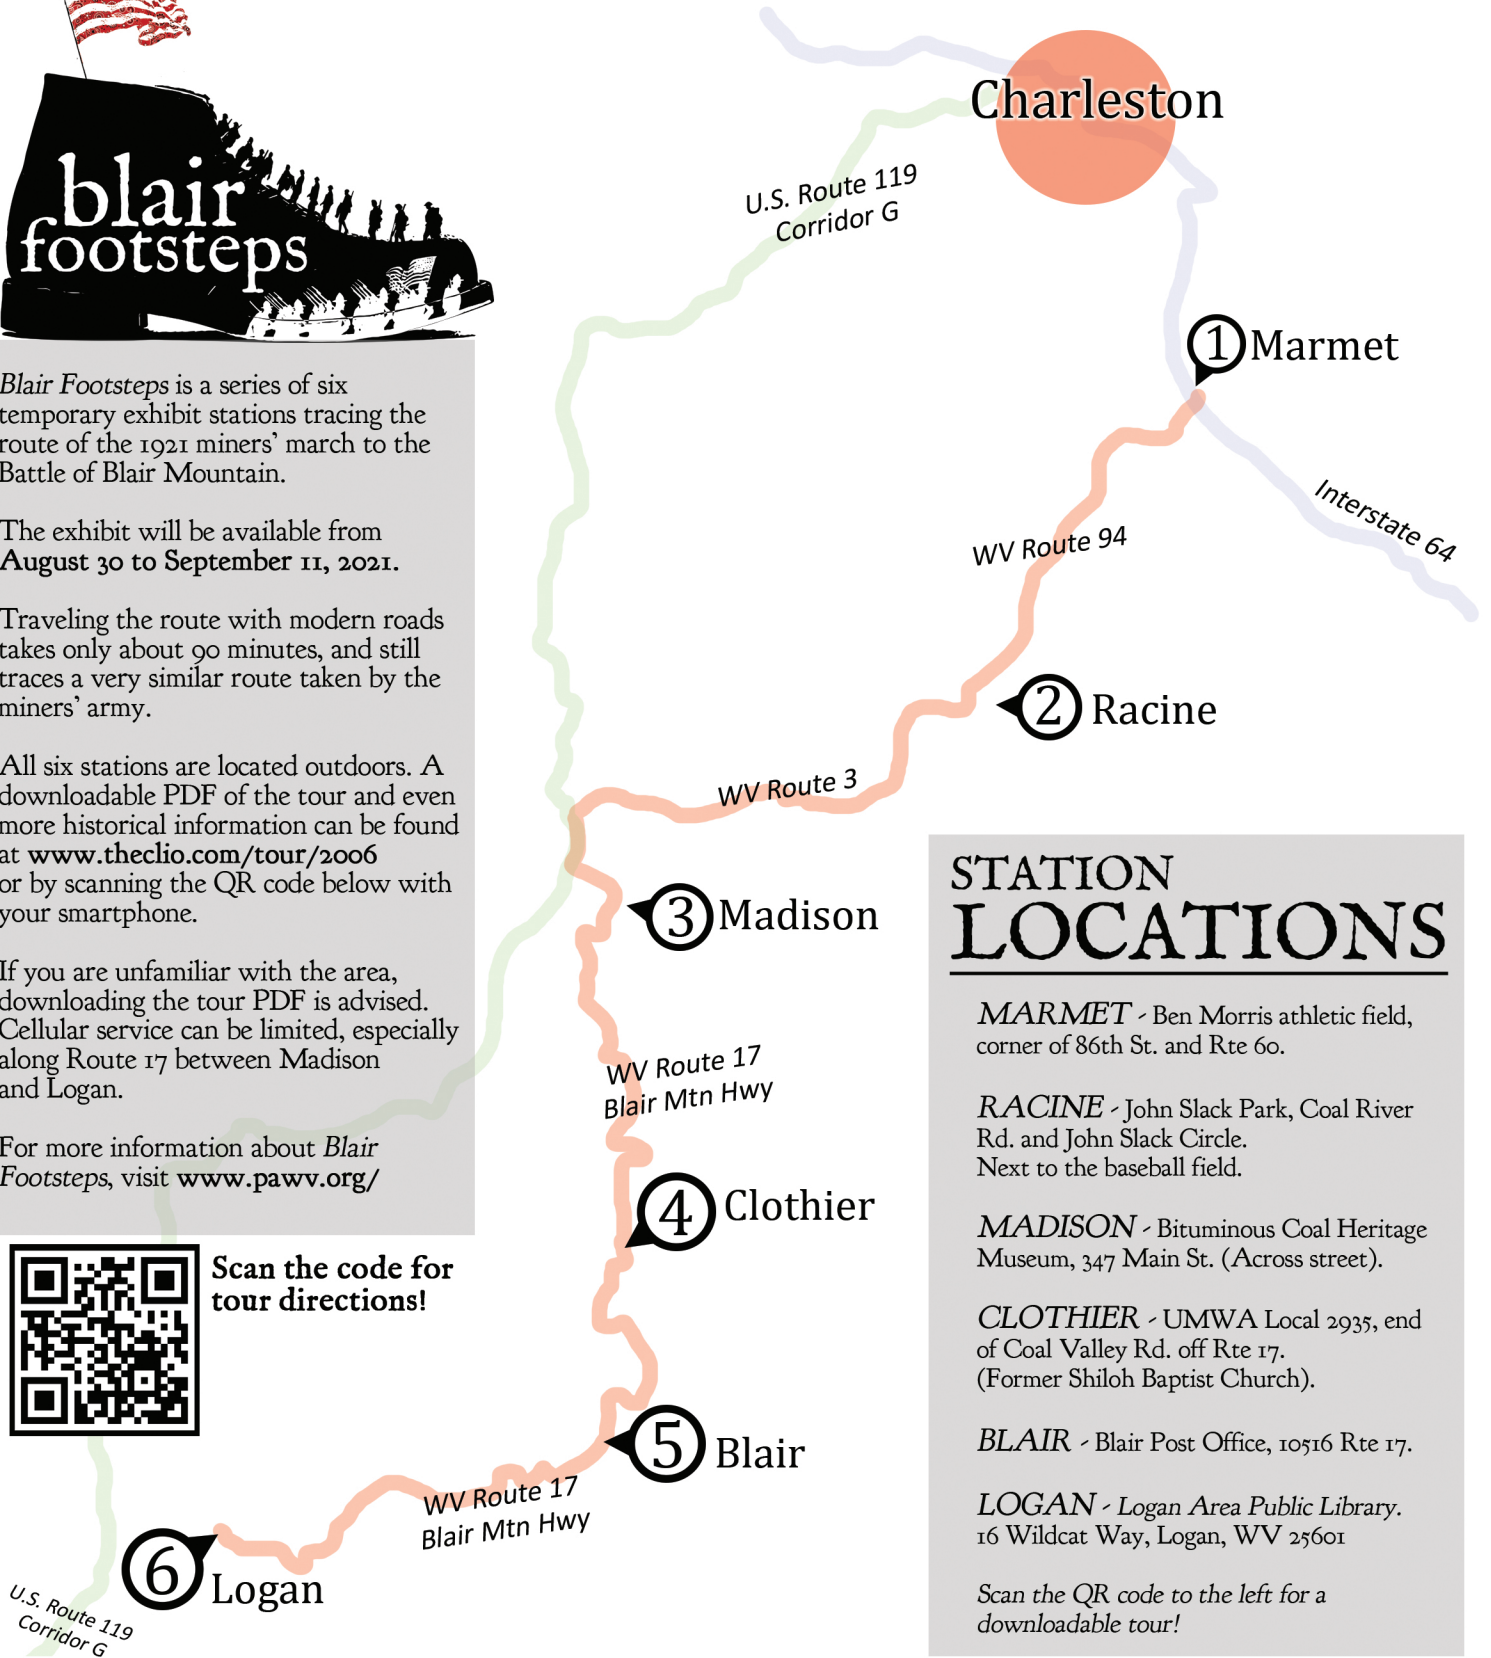 blair
footsteps
Blair Footsteps is a series of six
temporary exhibit stations tracing the
route of the 1921 miners' march to the
Battle of Blair Mountain.
The exhibit will be available from
August 30 to September 11, 2021.
Traveling the route with modern roads
takes only about 90 minutes, and still
traces a very similar route taken by the
miners' army.
All six stations are located outdoors. A
downloadable PDF of the tour and even
more historical information can be found
at www.theclio.com/tour/2006
or by scanning the QR code below with
your smartphone.
If you are unfamiliar with the area,
downloading the tour PDF is advised.
Cellular service can be limited, especially
along Route 17 between Madison
and Logan.
For more information about Blair
Footsteps, visit www.pawv.org/
Scan the code for
tour directions!
Charleston
U.S. Route 119
Corridor G
1 Marmet
Interstate 64
WV Route 94
2 Racine
WV Route 3
3 Madison
WV Route 17
Blair Mtn Hwy
4 Clothier
5 Blair
WV Route 17
Blair Mtn Hwy
6 Logan
U.S. Route 119
Corridor G
STATION
LOCATIONS
MARMET - Ben Morris athletic field,
corner of 86th St. and Rte 60.
RACINE - John Slack Park, Coal River
Rd. and John Slack Circle.
Next to the baseball field.
MADISON - Bituminous Coal Heritage
Museum, 347 Main St. (Across street).
CLOTHIER - UMWA Local 2935, end
of Coal Valley Rd. off Rte 17.
(Former Shiloh Baptist Church).
BLAIR - Blair Post Office, 10516 Rte 17.
LOGAN - Logan Area Public Library.
16 Wildcat Way, Logan, WV 25601
Scan the QR code to the left for a
downloadable tour!